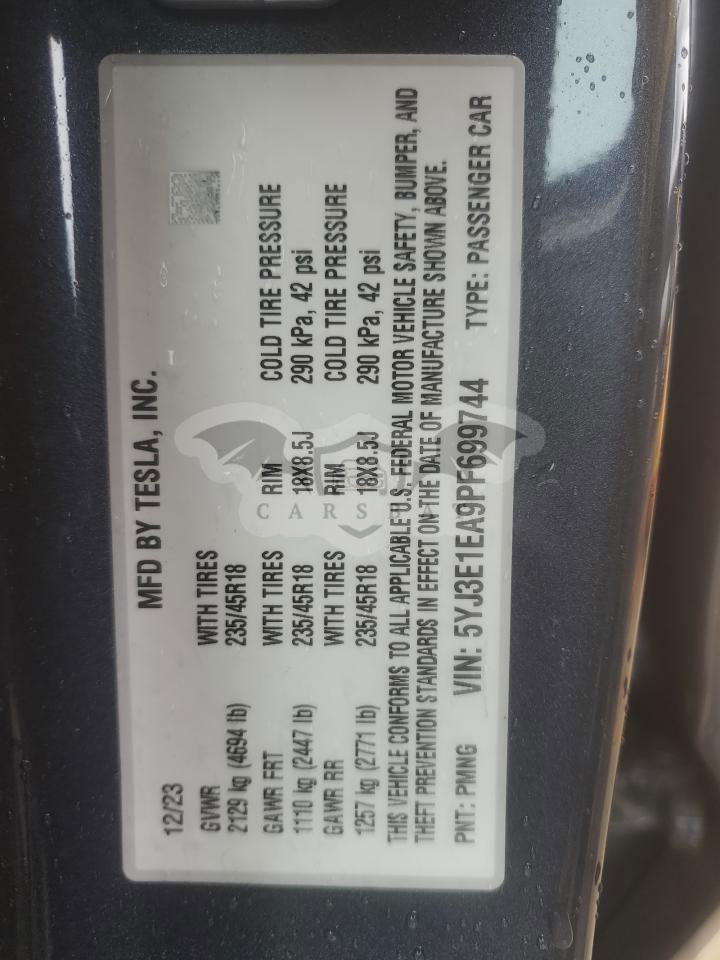 MFD BY TESLA, INC.
12/23
GVWR WITH TIRES
2129 kg (4694 lb) 235/45R18
GAWR FRT WITH TIRES RIM COLD TIRE PRESSURE
1110 kg (2447 lb) 235/45R18 18X8.5J 290 kPa, 42 psi
GAWR RR WITH TIRES RIM COLD TIRE PRESSURE
1257 kg (2771 lb) 235/45R18 18X8.5J 290 kPa, 42 psi
THIS VEHICLE CONFORMS TO ALL APPLICABLE U.S. FEDERAL MOTOR VEHICLE SAFETY, BUMPER, AND
THEFT PREVENTION STANDARDS IN EFFECT ON THE DATE OF MANUFACTURE SHOWN ABOVE.
PNT: PMNG VIN: 5YJ3E1EA9PF699744 TYPE: PASSENGER CAR